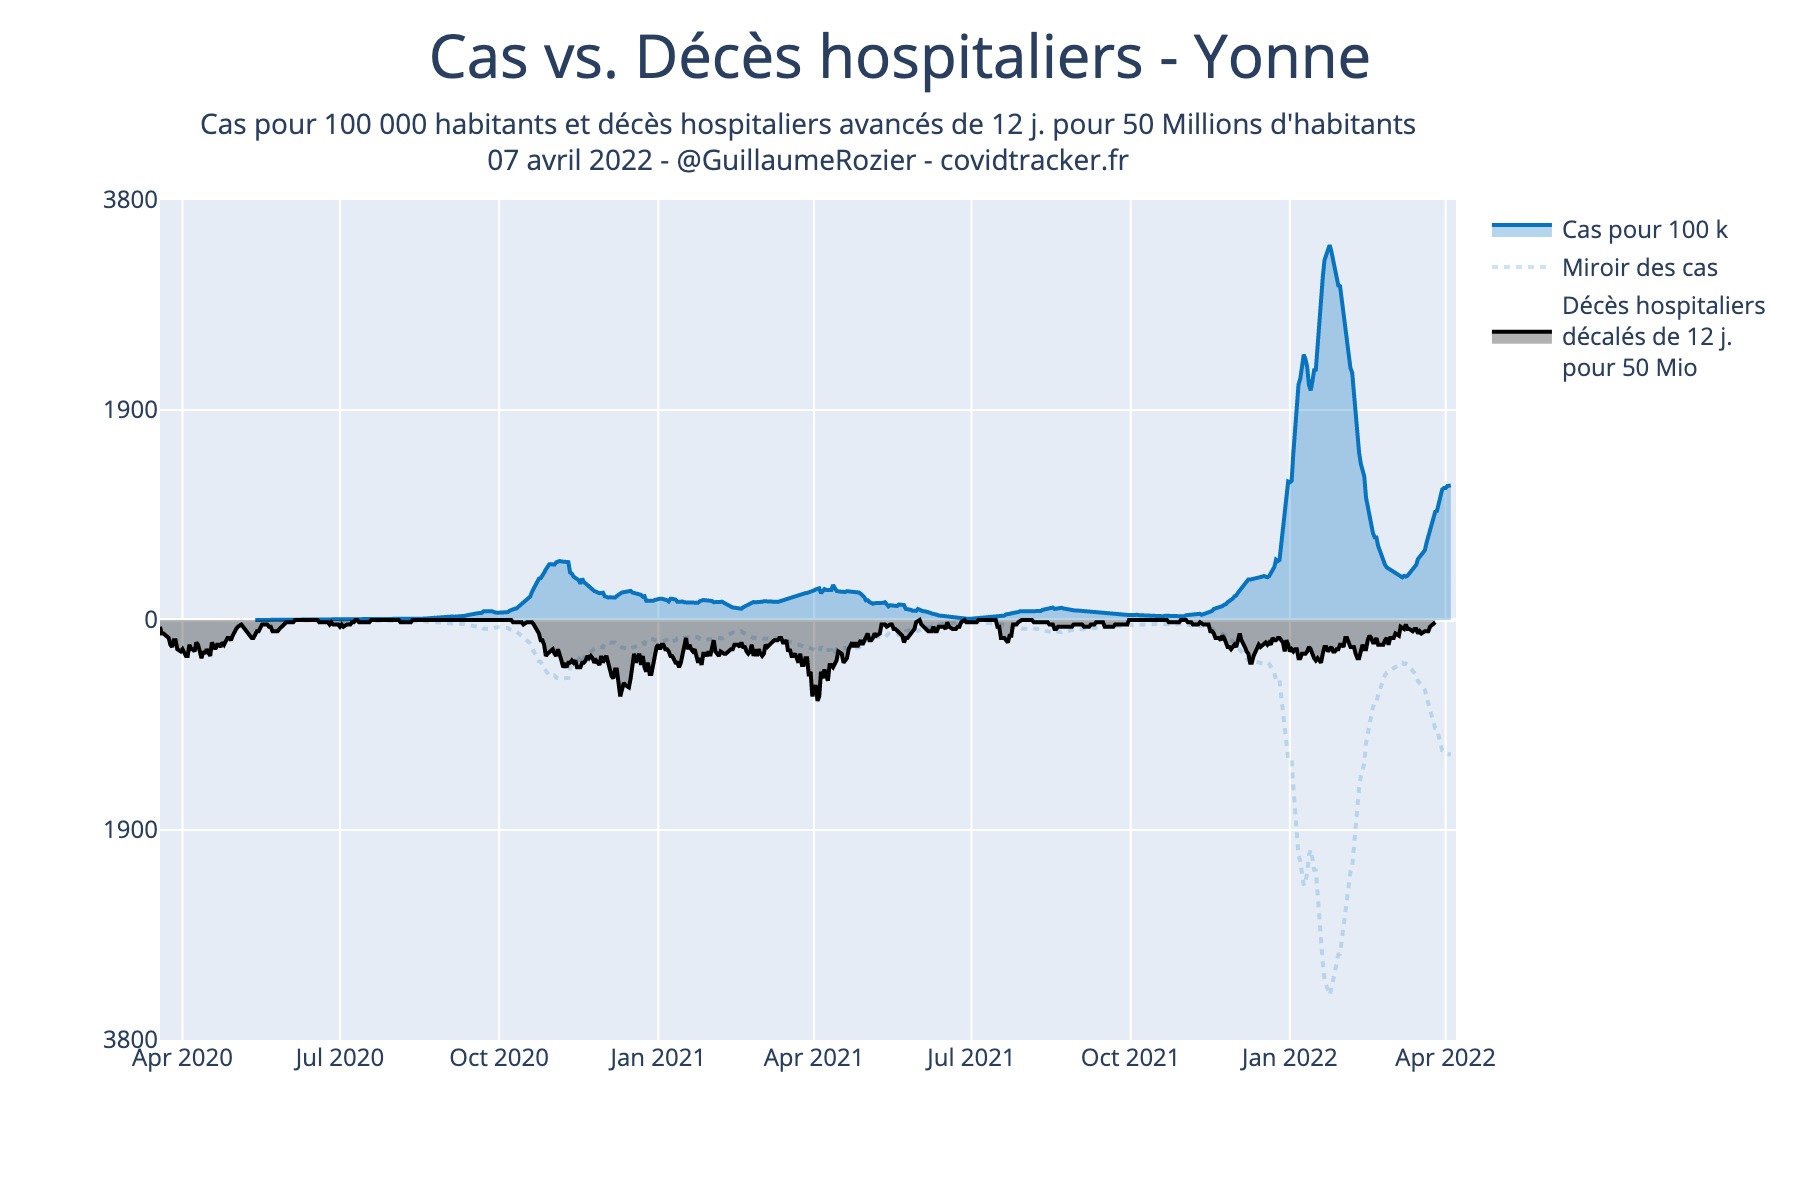 Cas vs. Décès hospitaliers - Yonne
Cas pour 100 000 habitants et décès hospitaliers avancés de 12 j. pour 50 Millions d'habitants
07 avril 2022 - @GuillaumeRozier - covidtracker.fr
3800
1900
0
1900
3800
Apr 2020
Jul 2020
Oct 2020
Jan 2021
Apr 2021
Jul 2021
Oct 2021
Jan 2022
Apr 2022
Cas pour 100 k
Miroir des cas
Décès hospitaliers
décalés de 12 j.
pour 50 Mio